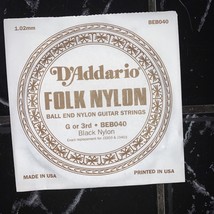 1.02mm BEB040
D'Addario
FOLK NYLON
BALL END NYLON GUITAR STRINGS
G or 3rd • BEB040
Black Nylon
MADE IN USA PRINTED IN USA